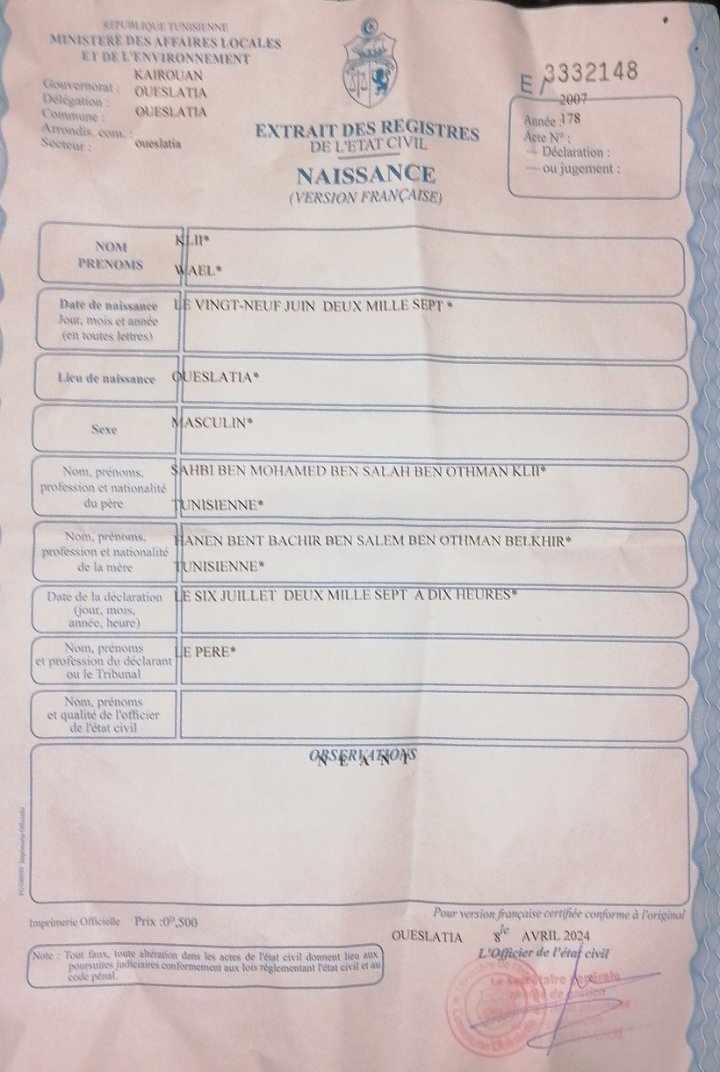 REPUBLIQUE TUNISIENNE
MINISTERE DES AFFAIRES LOCALES
ET DE L'ENVIRONNEMENT
Gouvernorat : KAIROUAN
Délégation : OUESLATIA
Commune : OUESLATIA
Arrondis. com. :
Secteur : oueslatia
E/ 3332148
Année : 2007
Acte N° : 178
— Déclaration :
— ou jugement :
EXTRAIT DES REGISTRES
DE L'ETAT CIVIL
NAISSANCE
(VERSION FRANÇAISE)
NOM KLII*
PRENOMS WAEL*
Date de naissance LE VINGT-NEUF JUIN DEUX MILLE SEPT *
Jour, mois et année
(en toutes lettres)
Lieu de naissance OUESLATIA*
Sexe MASCULIN*
Nom, prénoms, SAHBI BEN MOHAMED BEN SALAH BEN OTHMAN KLII*
profession et nationalité
du père TUNISIENNE*
Nom, prénoms, HANEN BENT BACHIR BEN SALEM BEN OTHMAN BELKHIR*
profession et nationalité
de la mère TUNISIENNE*
Date de la déclaration LE SIX JUILLET DEUX MILLE SEPT A DIX HEURES*
(jour, mois,
année, heure)
Nom, prénoms LE PERE*
et profession du déclarant
ou le Tribunal
Nom, prénoms
et qualité de l'officier
de l'état civil
OBSERVATIONS
N E A N T
Imprimerie Officielle Prix :0ᴰ,500
Pour version française certifiée conforme à l'original
OUESLATIA le 8 AVRIL 2024
L'Officier de l'état civil
Note : Tout faux, toute altération dans les actes de l'état civil donnent lieu aux
poursuites judiciaires conformement aux lois réglementant l'état civil et au
code pénal.
Imprimerie Officielle
Le secrétaire générale